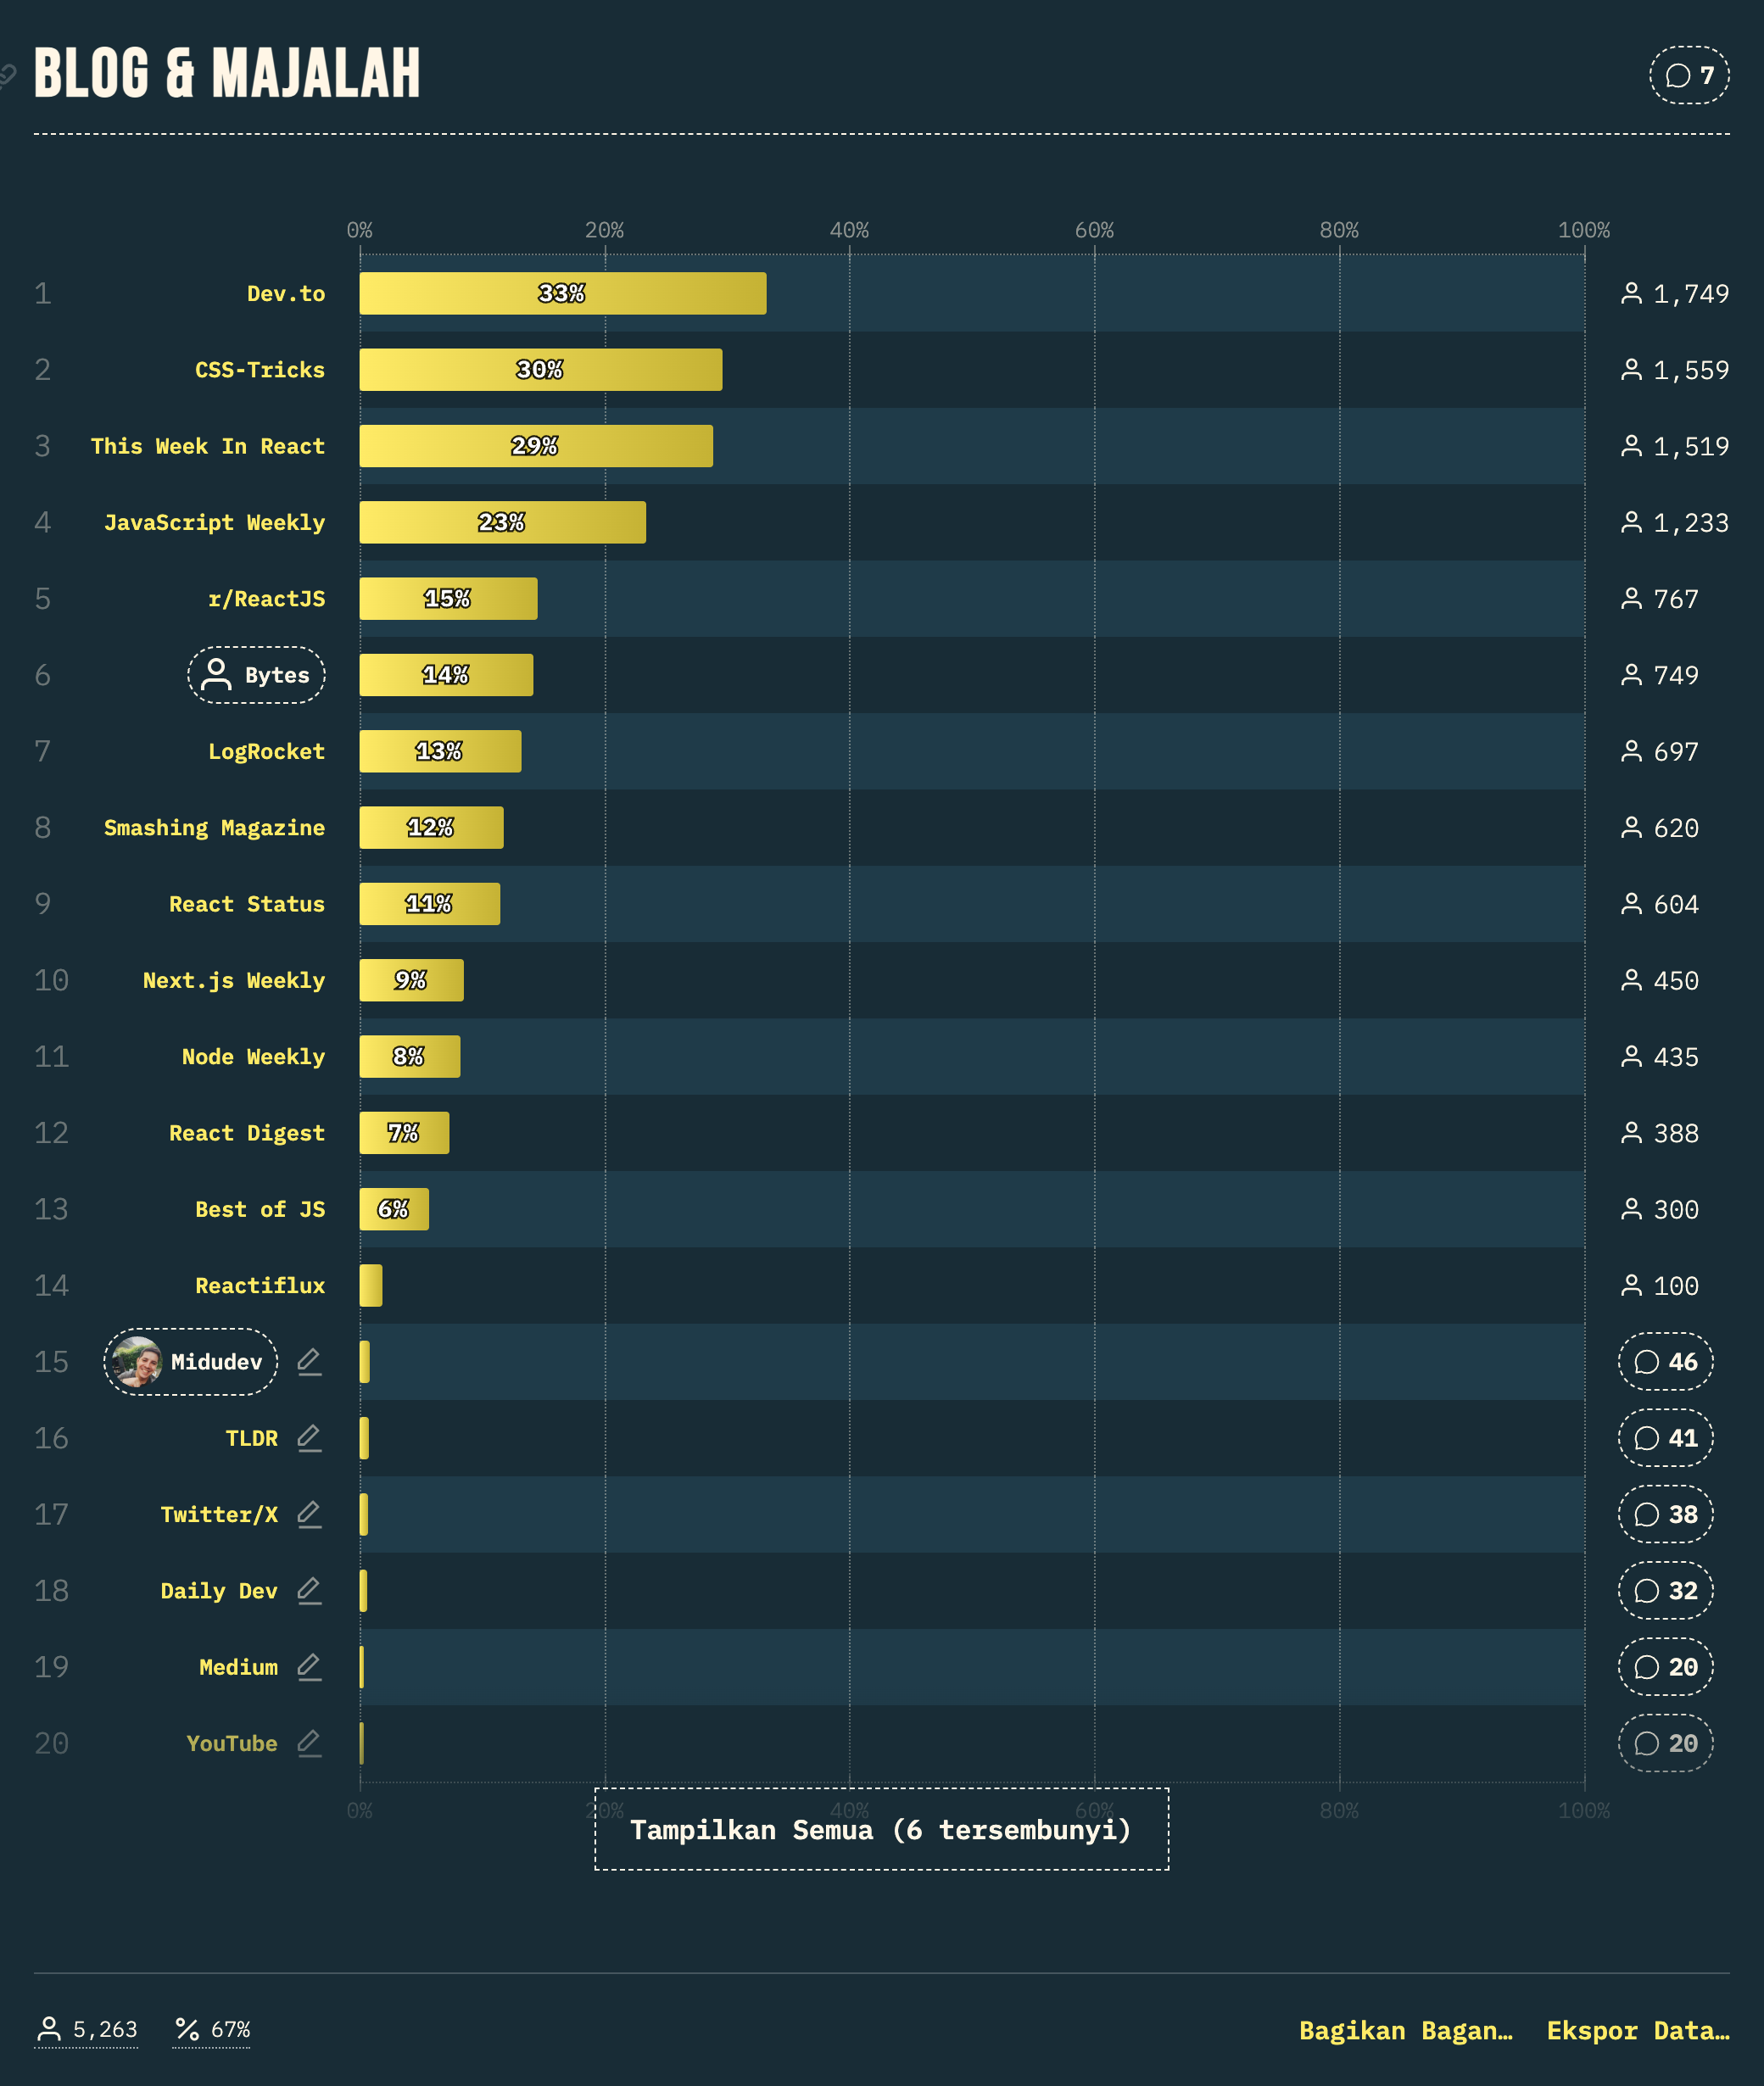 BLOG & MAJALAH
7
0% 20% 40% 60% 80% 100%
1 Dev.to 33% 1,749
2 CSS-Tricks 30% 1,559
3 This Week In React 29% 1,519
4 JavaScript Weekly 23% 1,233
5 r/ReactJS 15% 767
6 Bytes 14% 749
7 LogRocket 13% 697
8 Smashing Magazine 12% 620
9 React Status 11% 604
10 Next.js Weekly 9% 450
11 Node Weekly 8% 435
12 React Digest 7% 388
13 Best of JS 6% 300
14 Reactiflux 100
15 Midudev 46
16 TLDR 41
17 Twitter/X 38
18 Daily Dev 32
19 Medium 20
20 YouTube 20
0% 20% 40% 60% 80% 100%
Tampilkan Semua (6 tersembunyi)
5,263 67% Bagikan Bagan… Ekspor Data…